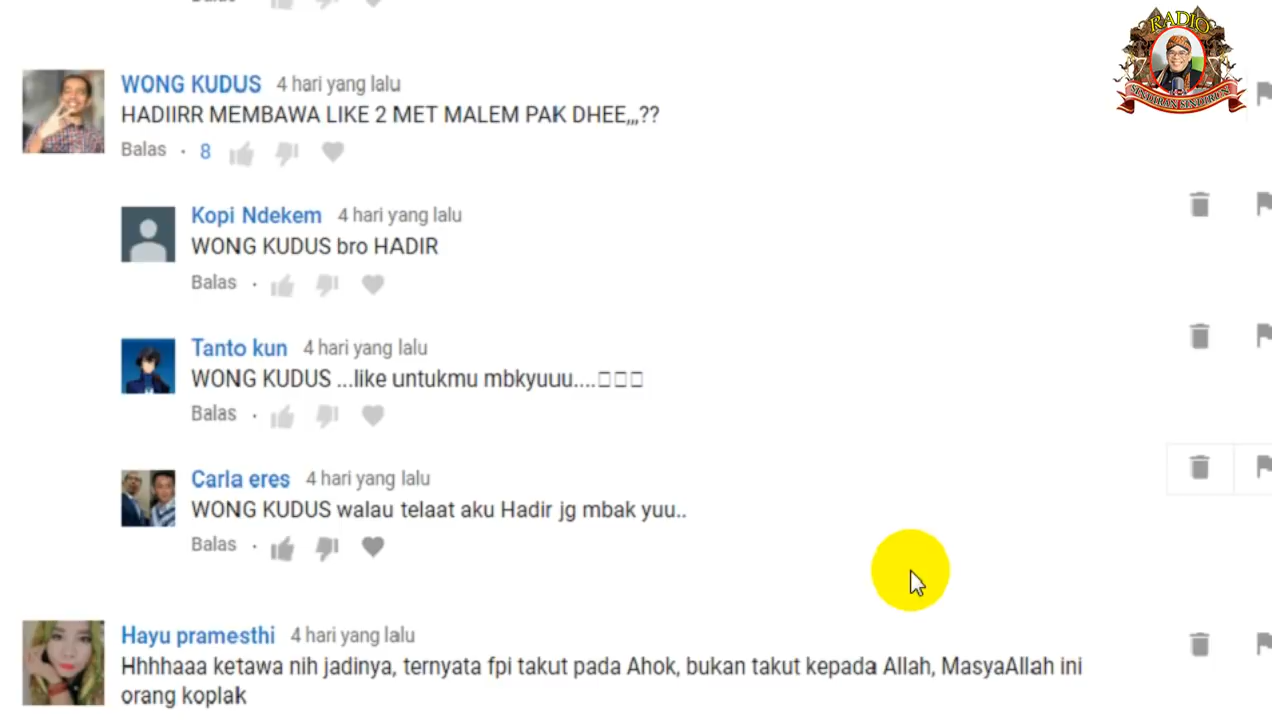 RADIO
SINDIRAN SINDIRUN
WONG KUDUS 4 hari yang lalu
HADIIRR MEMBAWA LIKE 2 MET MALEM PAK DHEE,,,??
Balas · 8
Kopi Ndekem 4 hari yang lalu
WONG KUDUS bro HADIR
Balas ·
Tanto kun 4 hari yang lalu
WONG KUDUS ...like untukmu mbkyuuu....□□□
Balas ·
Carla eres 4 hari yang lalu
WONG KUDUS walau telaat aku Hadir jg mbak yuu..
Balas ·
Hayu pramesthi 4 hari yang lalu
Hhhhaaa ketawa nih jadinya, ternyata fpi takut pada Ahok, bukan takut kepada Allah, MasyaAllah ini
orang koplak